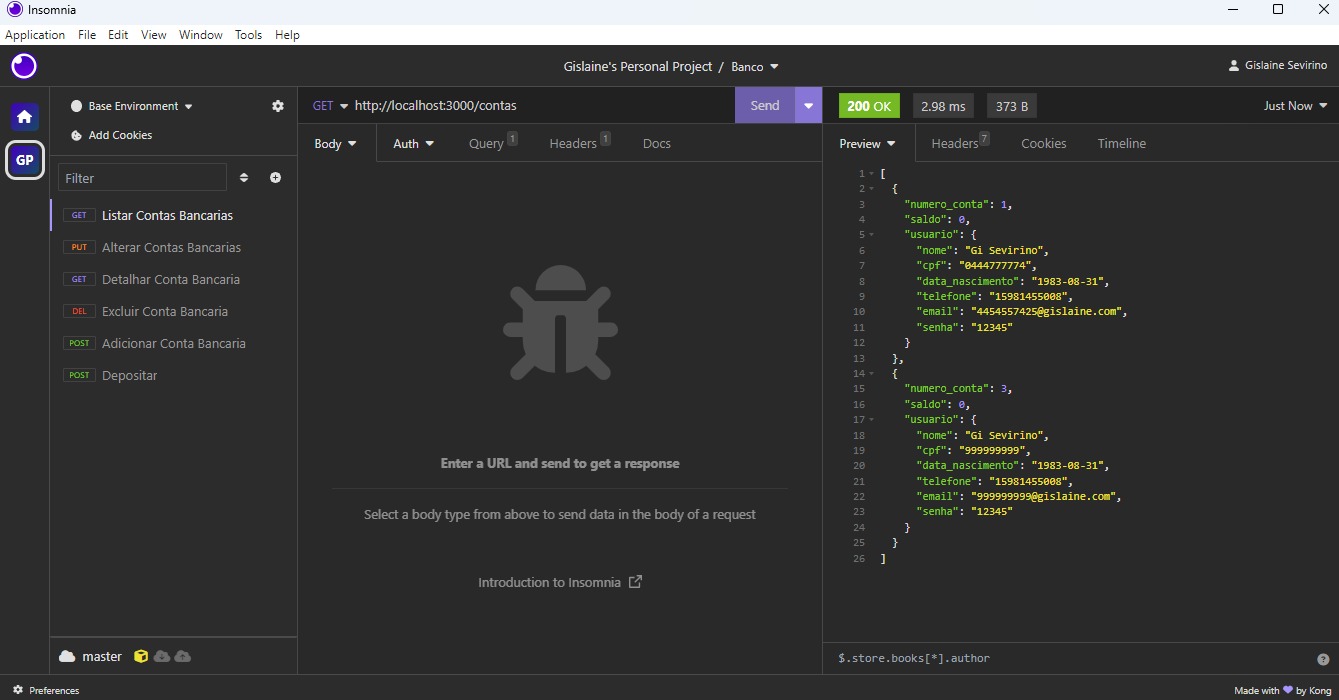 Insomnia
Application File Edit View Window Tools Help
Gislaine's Personal Project / Banco
Gislaine Sevirino
GP
Base Environment
Add Cookies
Filter
GET Listar Contas Bancarias
PUT Alterar Contas Bancarias
GET Detalhar Conta Bancaria
DEL Excluir Conta Bancaria
POST Adicionar Conta Bancaria
POST Depositar
master
Preferences
GET http://localhost:3000/contas Send
Body Auth Query 1 Headers 1 Docs
Enter a URL and send to get a response
Select a body type from above to send data in the body of a request
Introduction to Insomnia
200 OK 2.98 ms 373 B Just Now
Preview Headers 7 Cookies Timeline
1 [
2 {
3 "numero_conta": 1,
4 "saldo": 0,
5 "usuario": {
6 "nome": "Gi Sevirino",
7 "cpf": "0444777774",
8 "data_nascimento": "1983-08-31",
9 "telefone": "15981455008",
10 "email": "4454557425@gislaine.com",
11 "senha": "12345"
12 }
13 },
14 {
15 "numero_conta": 3,
16 "saldo": 0,
17 "usuario": {
18 "nome": "Gi Sevirino",
19 "cpf": "999999999",
20 "data_nascimento": "1983-08-31",
21 "telefone": "15981455008",
22 "email": "999999999@gislaine.com",
23 "senha": "12345"
24 }
25 }
26 ]
$.store.books[*].author
Made with 💜 by Kong